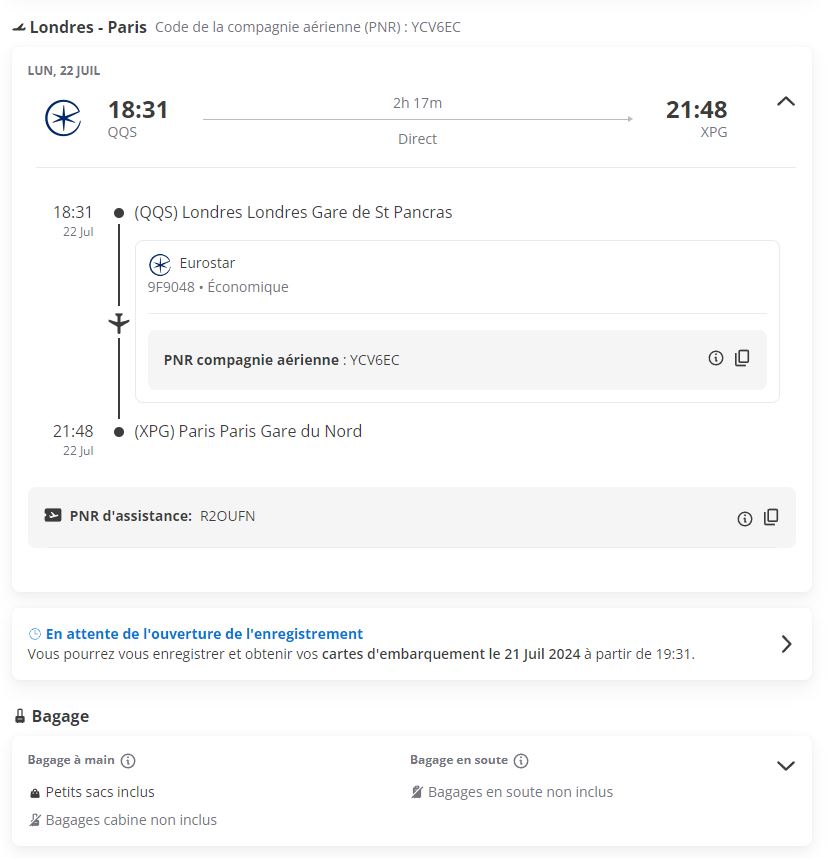 Londres - Paris Code de la compagnie aérienne (PNR) : YCV6EC
LUN, 22 JUIL
18:31
QQS
2h 17m
Direct
21:48
XPG
18:31
22 Jul
(QQS) Londres Londres Gare de St Pancras
Eurostar
9F9048 • Économique
PNR compagnie aérienne : YCV6EC
21:48
22 Jul
(XPG) Paris Paris Gare du Nord
PNR d'assistance: R2OUFN
En attente de l'ouverture de l'enregistrement
Vous pourrez vous enregistrer et obtenir vos cartes d'embarquement le 21 Juil 2024 à partir de 19:31.
Bagage
Bagage à main
Petits sacs inclus
Bagages cabine non inclus
Bagage en soute
Bagages en soute non inclus